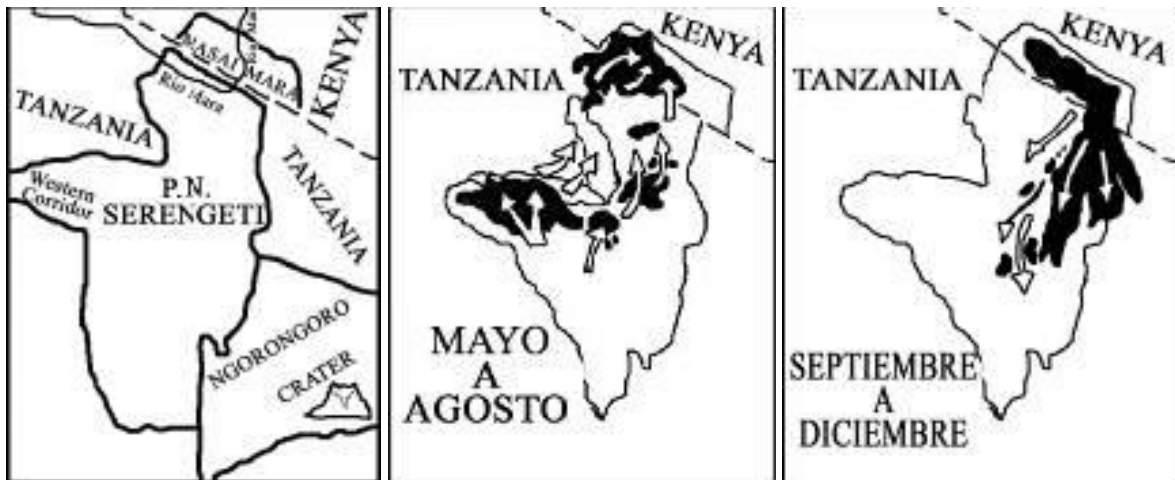 MASAI MARA
KENYA
Rio Mara
TANZANIA
Western
Corridor
P.N.
SERENGETI
TANZANIA
NGORONGORO
CRATER
KENYA
TANZANIA
MAYO
A
AGOSTO
KENYA
TANZANIA
SEPTIEMBRE
A
DICIEMBRE